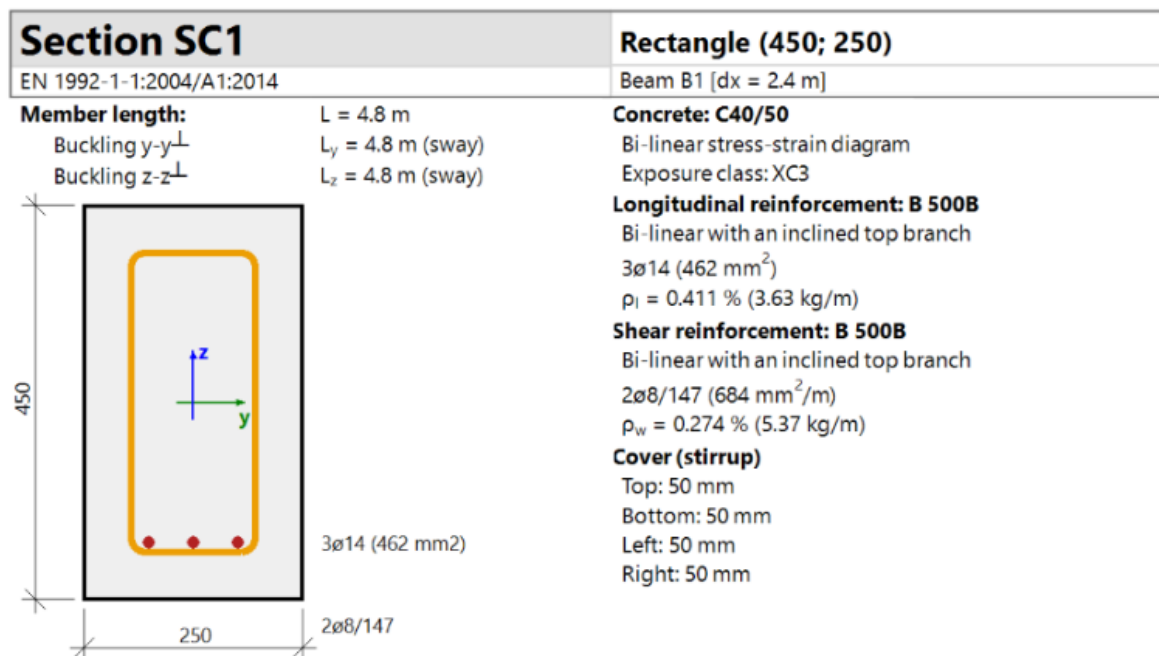 Section SC1
Rectangle (450; 250)
EN 1992-1-1:2004/A1:2014
Beam B1 [dx = 2.4 m]
Member length:
L = 4.8 m
Buckling y-y⊥
L_y = 4.8 m (sway)
Buckling z-z⊥
L_z = 4.8 m (sway)
450
z
y
250
3ø14 (462 mm2)
2ø8/147
Concrete: C40/50
Bi-linear stress-strain diagram
Exposure class: XC3
Longitudinal reinforcement: B 500B
Bi-linear with an inclined top branch
3ø14 (462 mm²)
ρ_l = 0.411 % (3.63 kg/m)
Shear reinforcement: B 500B
Bi-linear with an inclined top branch
2ø8/147 (684 mm²/m)
ρ_w = 0.274 % (5.37 kg/m)
Cover (stirrup)
Top: 50 mm
Bottom: 50 mm
Left: 50 mm
Right: 50 mm